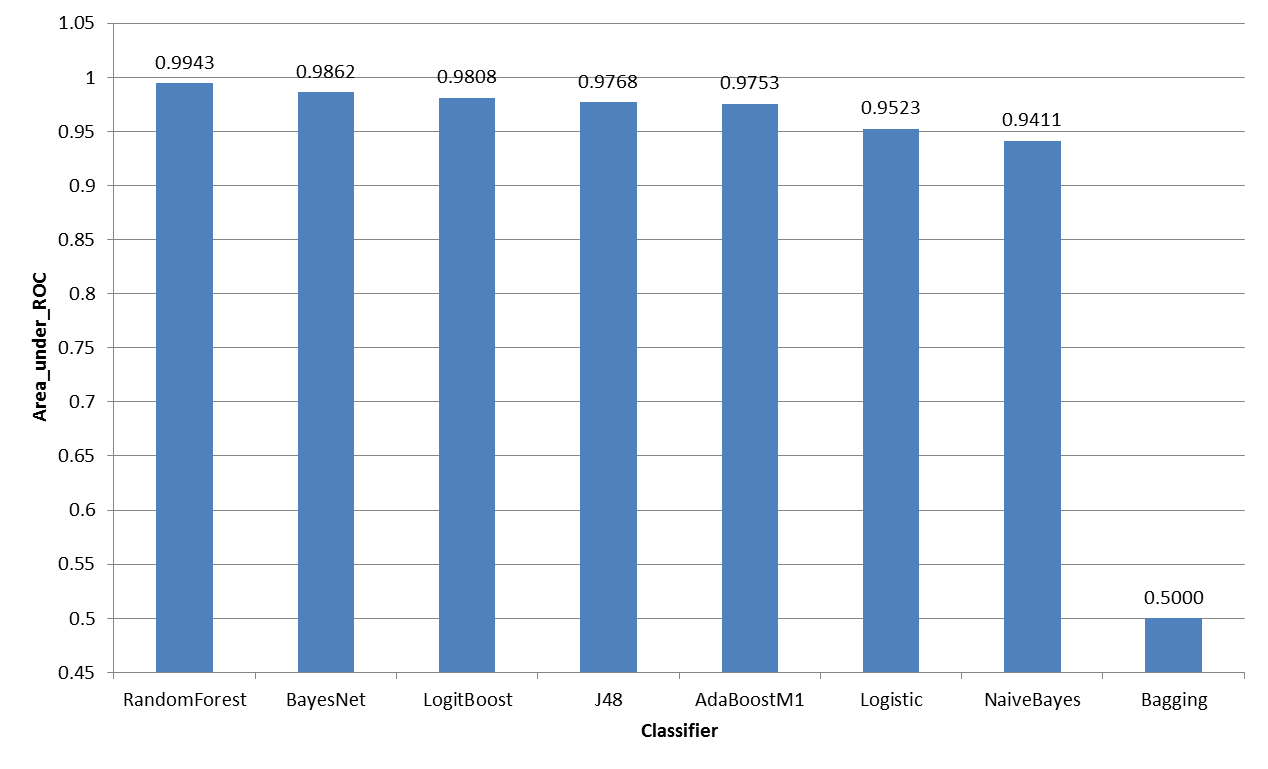 1.05
1
0.95
0.9
0.85
0.8
0.75
0.7
0.65
0.6
0.55
0.5
0.45
Area_under_ROC
0.9943
0.9862
0.9808
0.9768
0.9753
0.9523
0.9411
0.5000
RandomForest
BayesNet
LogitBoost
J48
AdaBoostM1
Logistic
NaiveBayes
Bagging
Classifier